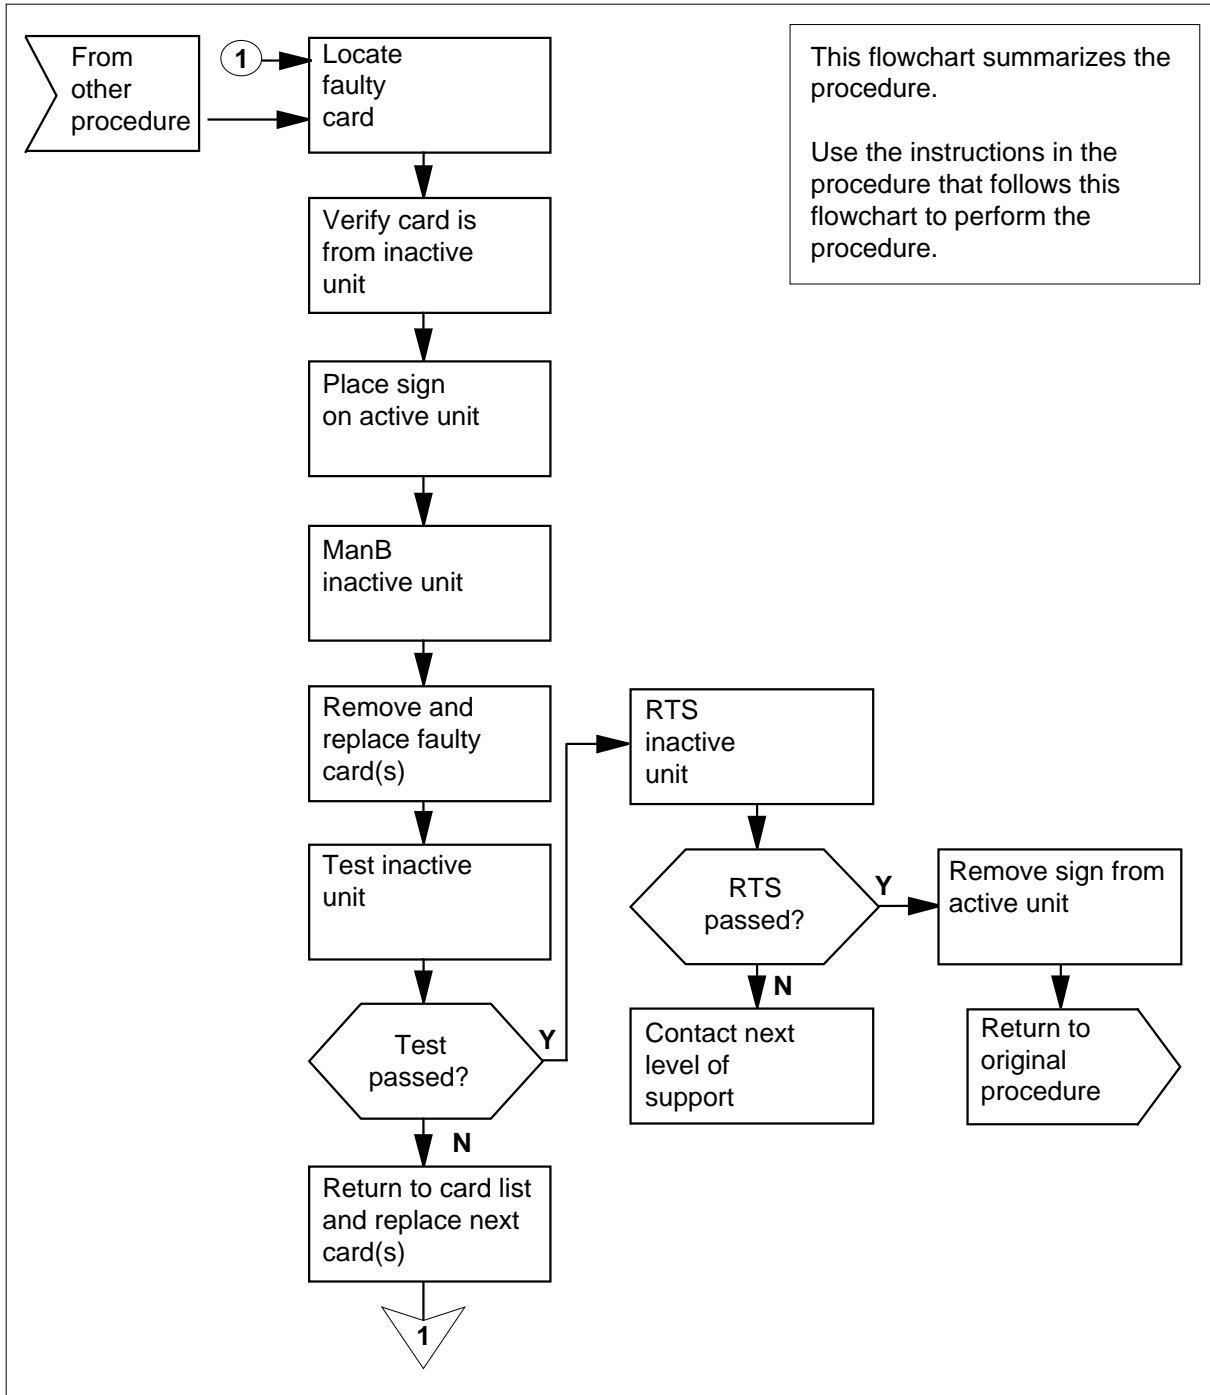 From
other
procedure
1
Locate
faulty
card
This flowchart summarizes the
procedure.
Use the instructions in the
procedure that follows this
flowchart to perform the
procedure.
Verify card is
from inactive
unit
Place sign
on active unit
ManB
inactive unit
Remove and
replace faulty
card(s)
Test inactive
unit
Test
passed?
Y
N
Return to card list
and replace next
card(s)
1
RTS
inactive
unit
RTS
passed?
Y
N
Contact next
level of
support
Remove sign from
active unit
Return to
original
procedure